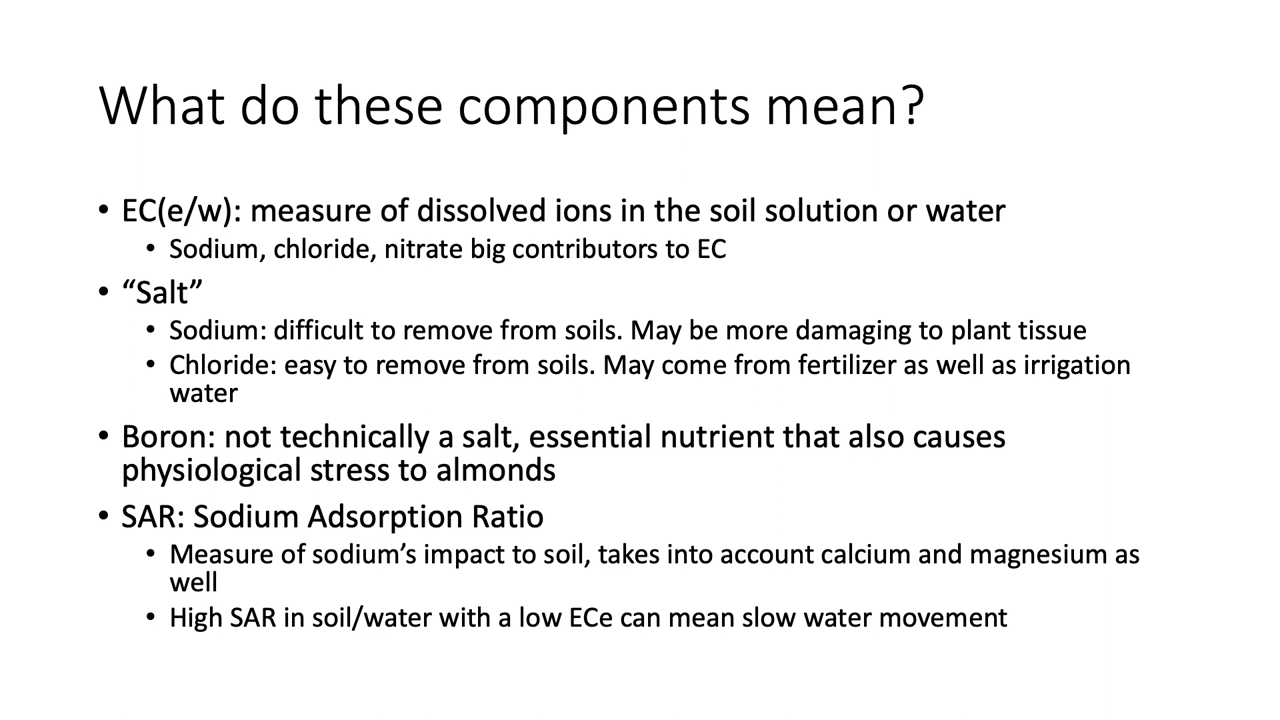 What do these components mean?
• EC(e/w): measure of dissolved ions in the soil solution or water
• Sodium, chloride, nitrate big contributors to EC
• “Salt”
• Sodium: difficult to remove from soils. May be more damaging to plant tissue
• Chloride: easy to remove from soils. May come from fertilizer as well as irrigation
water
• Boron: not technically a salt, essential nutrient that also causes
physiological stress to almonds
• SAR: Sodium Adsorption Ratio
• Measure of sodium’s impact to soil, takes into account calcium and magnesium as
well
• High SAR in soil/water with a low ECe can mean slow water movement